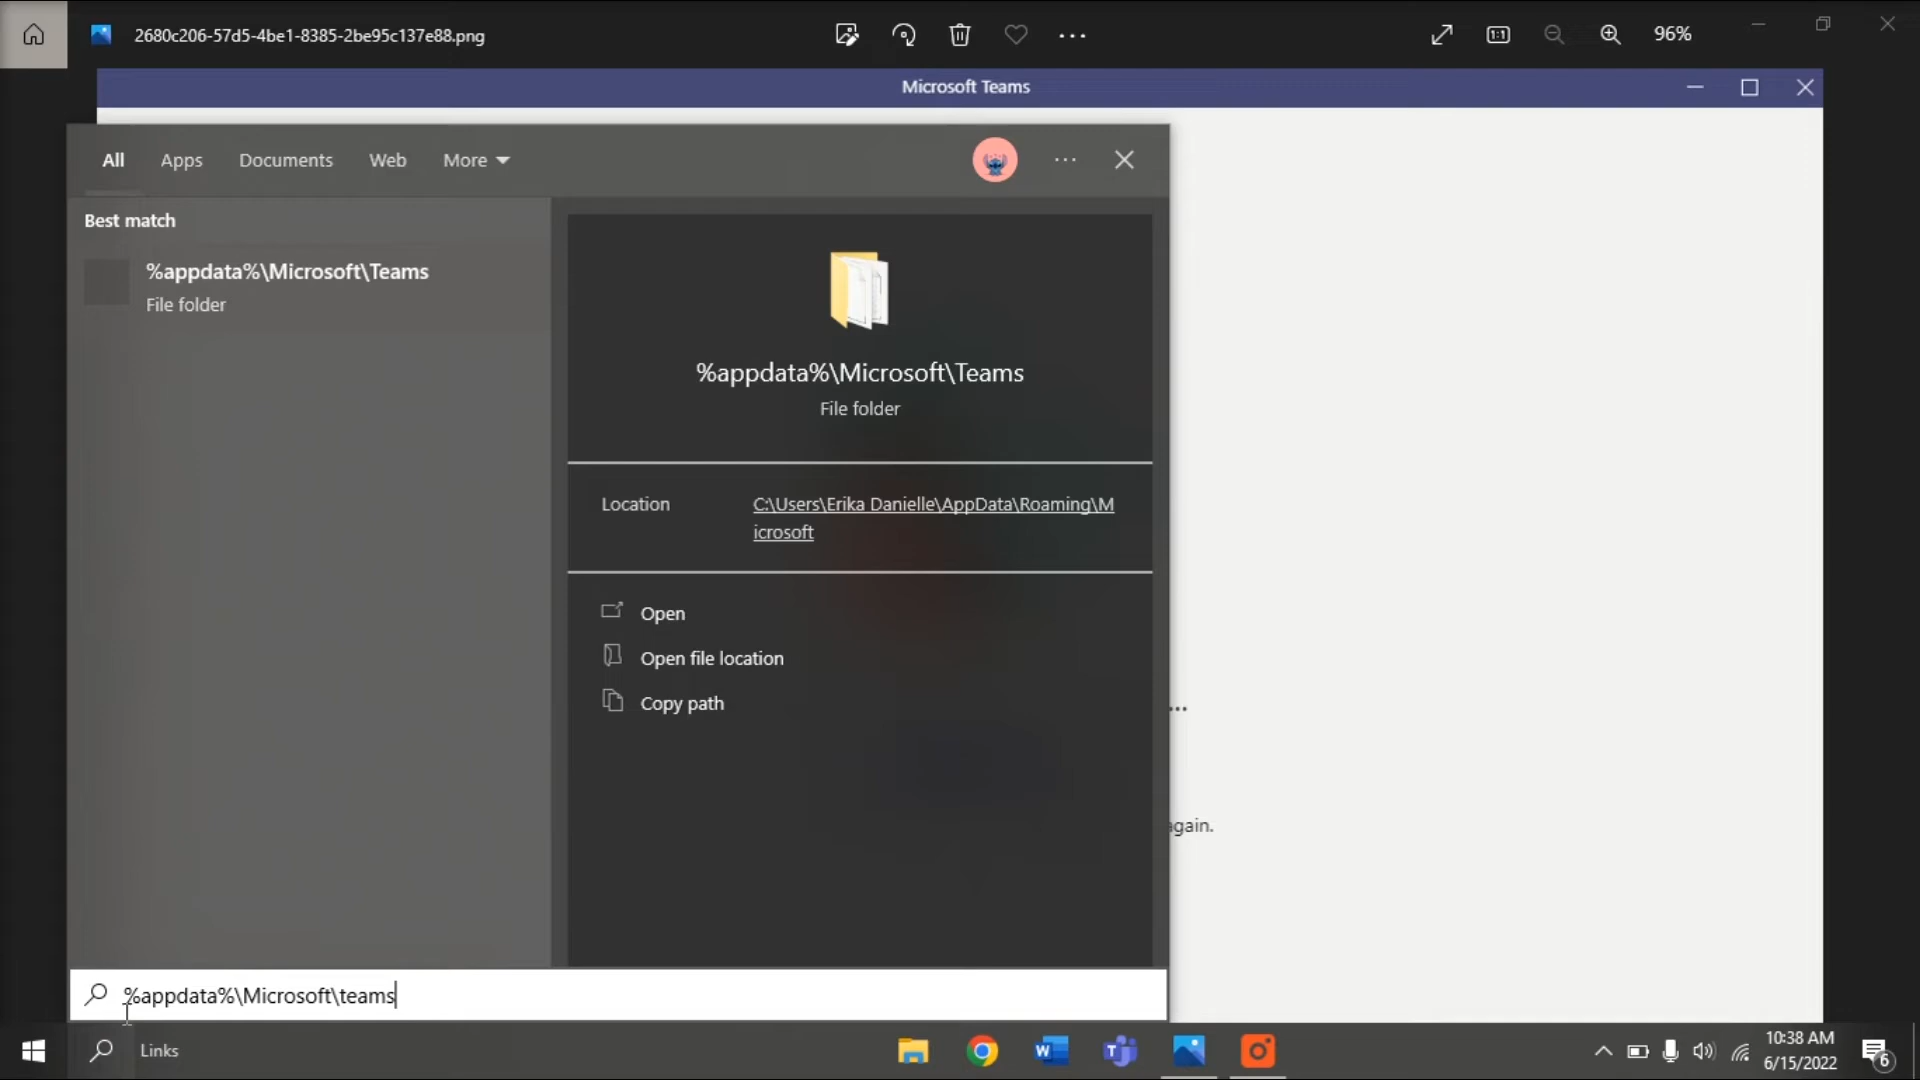 2680c206-57d5-4be1-8385-2be95c137e88.png
96%
Microsoft Teams
All Apps Documents Web More
Best match
%appdata%\Microsoft\Teams
File folder
%appdata%\Microsoft\Teams
File folder
Location
C:\Users\Erika Danielle\AppData\Roaming\M
icrosoft
Open
Open file location
Copy path
...
again.
%appdata%\Microsoft\teams
Links
10:38 AM
6/15/2022
6